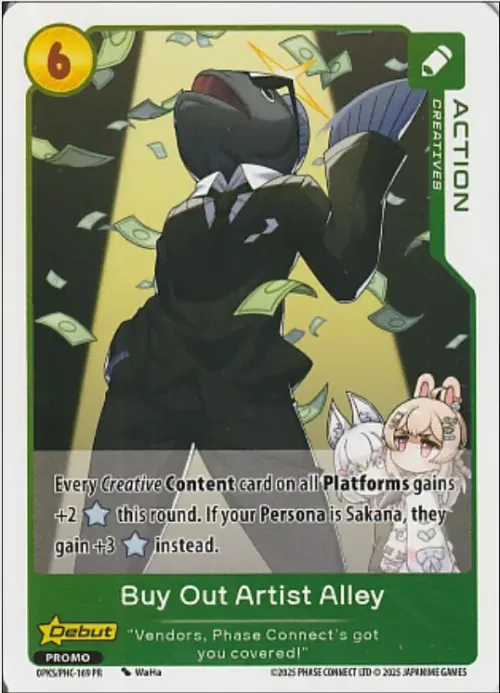 6
ACTION
CREATIVES
Every Creative Content card on all Platforms gains
+2 this round. If your Persona is Sakana, they
gain +3 instead.
Buy Out Artist Alley
Debut
"Vendors, Phase Connect's got
you covered!"
PROMO
OPKS/PHC-169 PR
WaHa
©2025 PHASE CONNECT LTD © 2025 JAPANIME GAMES